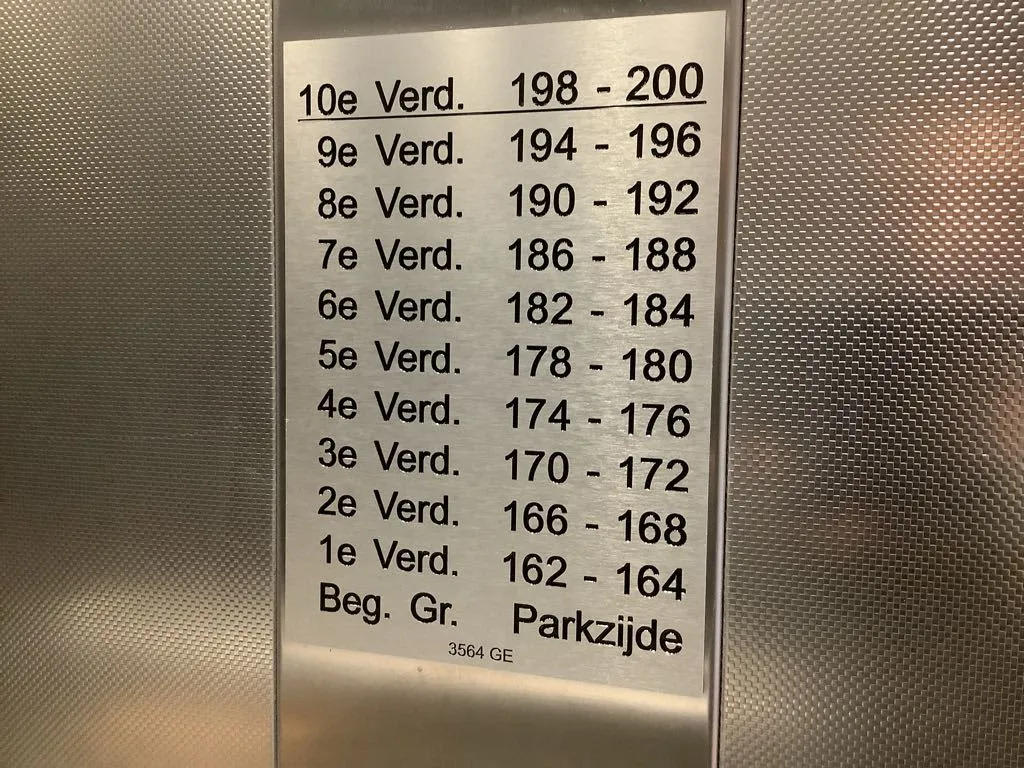 10e Verd. 198 - 200
9e Verd. 194 - 196
8e Verd. 190 - 192
7e Verd. 186 - 188
6e Verd. 182 - 184
5e Verd. 178 - 180
4e Verd. 174 - 176
3e Verd. 170 - 172
2e Verd. 166 - 168
1e Verd. 162 - 164
Beg. Gr. Parkzijde
3564 GE